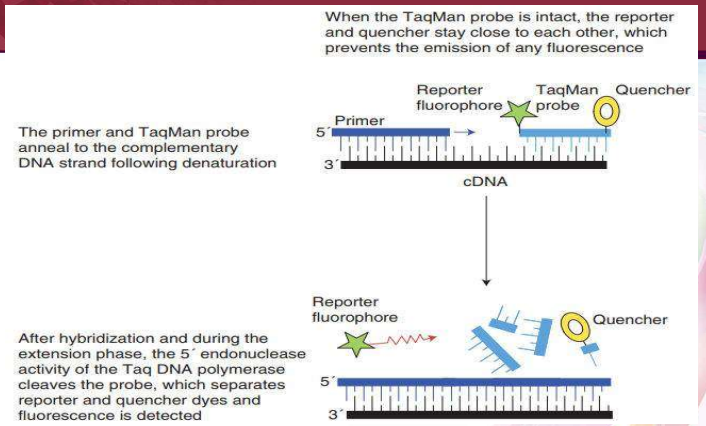 When the TaqMan probe is intact, the reporter
and quencher stay close to each other, which
prevents the emission of any fluorescence
Reporter
fluorophore
TaqMan
probe
Quencher
The primer and TaqMan probe
anneal to the complementary
DNA strand following denaturation
Primer
5´
3´
cDNA
Reporter
fluorophore
Quencher
After hybridization and during the
extension phase, the 5´ endonuclease
activity of the Taq DNA polymerase
cleaves the probe, which separates
reporter and quencher dyes and
fluorescence is detected
5´
3´